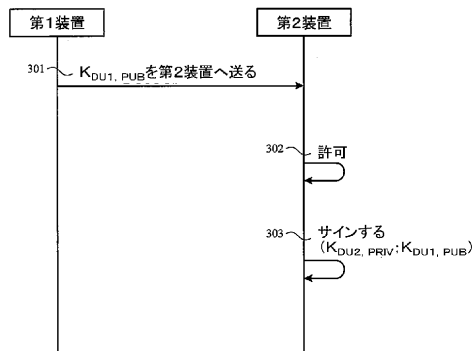 第1装置
第2装置
301 K_DU1, PUBを第2装置へ送る
302 許可
303 サインする
(K_DU2, PRIV;K_DU1, PUB)